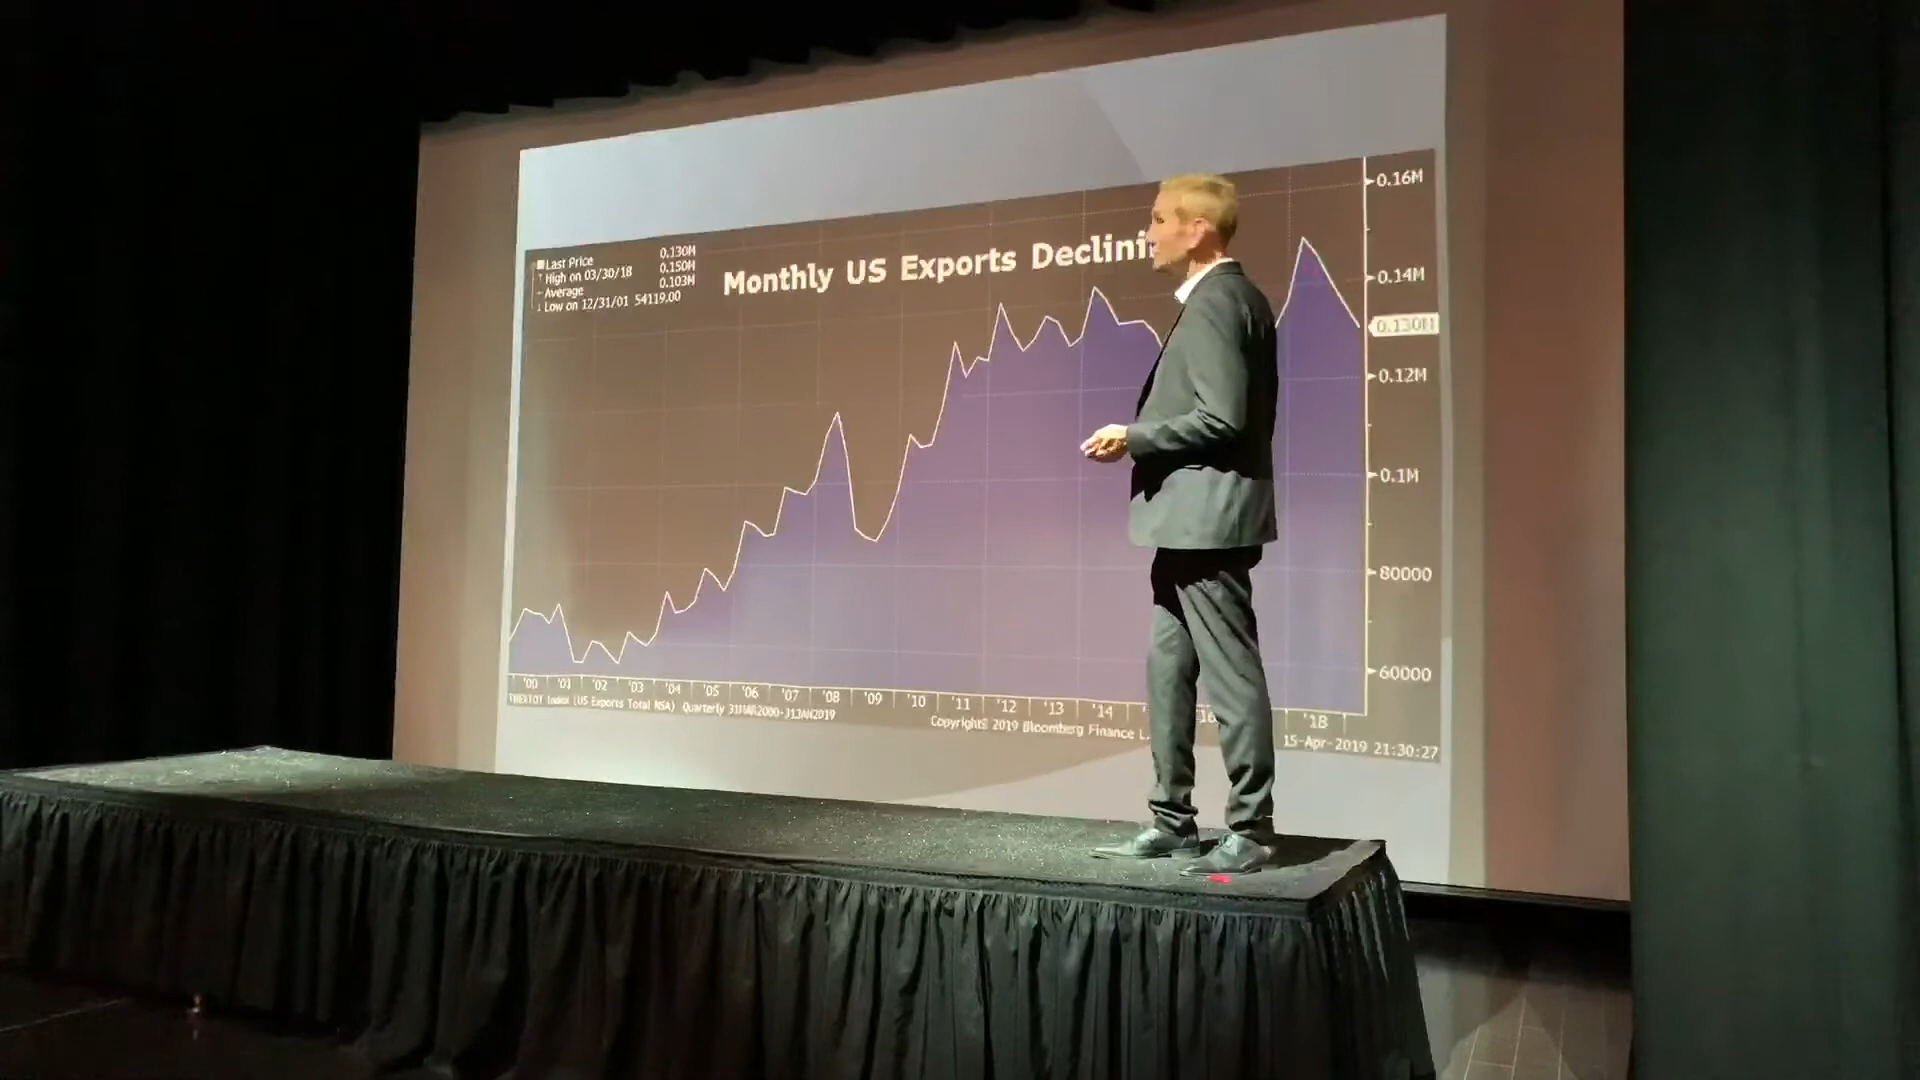 Last Price 0.130M
High on 03/30/18 0.150M
Average 0.103M
Low on 12/31/01 54119.00
Monthly US Exports Declini
0.16M
0.14M
0.130M
0.12M
0.1M
80000
60000
'00 '01 '02 '03 '04 '05 '06 '07 '08 '09 '10 '11 '12 '13 '14 '18
Index (US Exports Total NSA) Quarterly 31MAR2000-31JAN2019
Copyright© 2019 Bloomberg Finance L.
15-Apr-2019 21:30:27